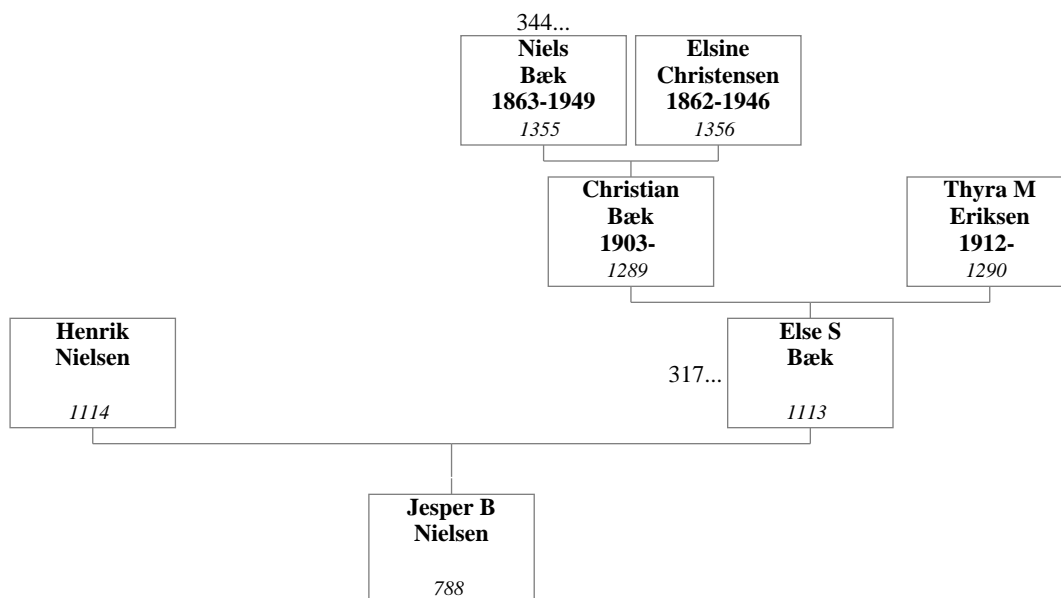 344...
Niels
Bæk
1863-1949
1355
Elsine
Christensen
1862-1946
1356
Christian
Bæk
1903-
1289
Thyra M
Eriksen
1912-
1290
Henrik
Nielsen
1114
317...
Else S
Bæk
1113
Jesper B
Nielsen
788